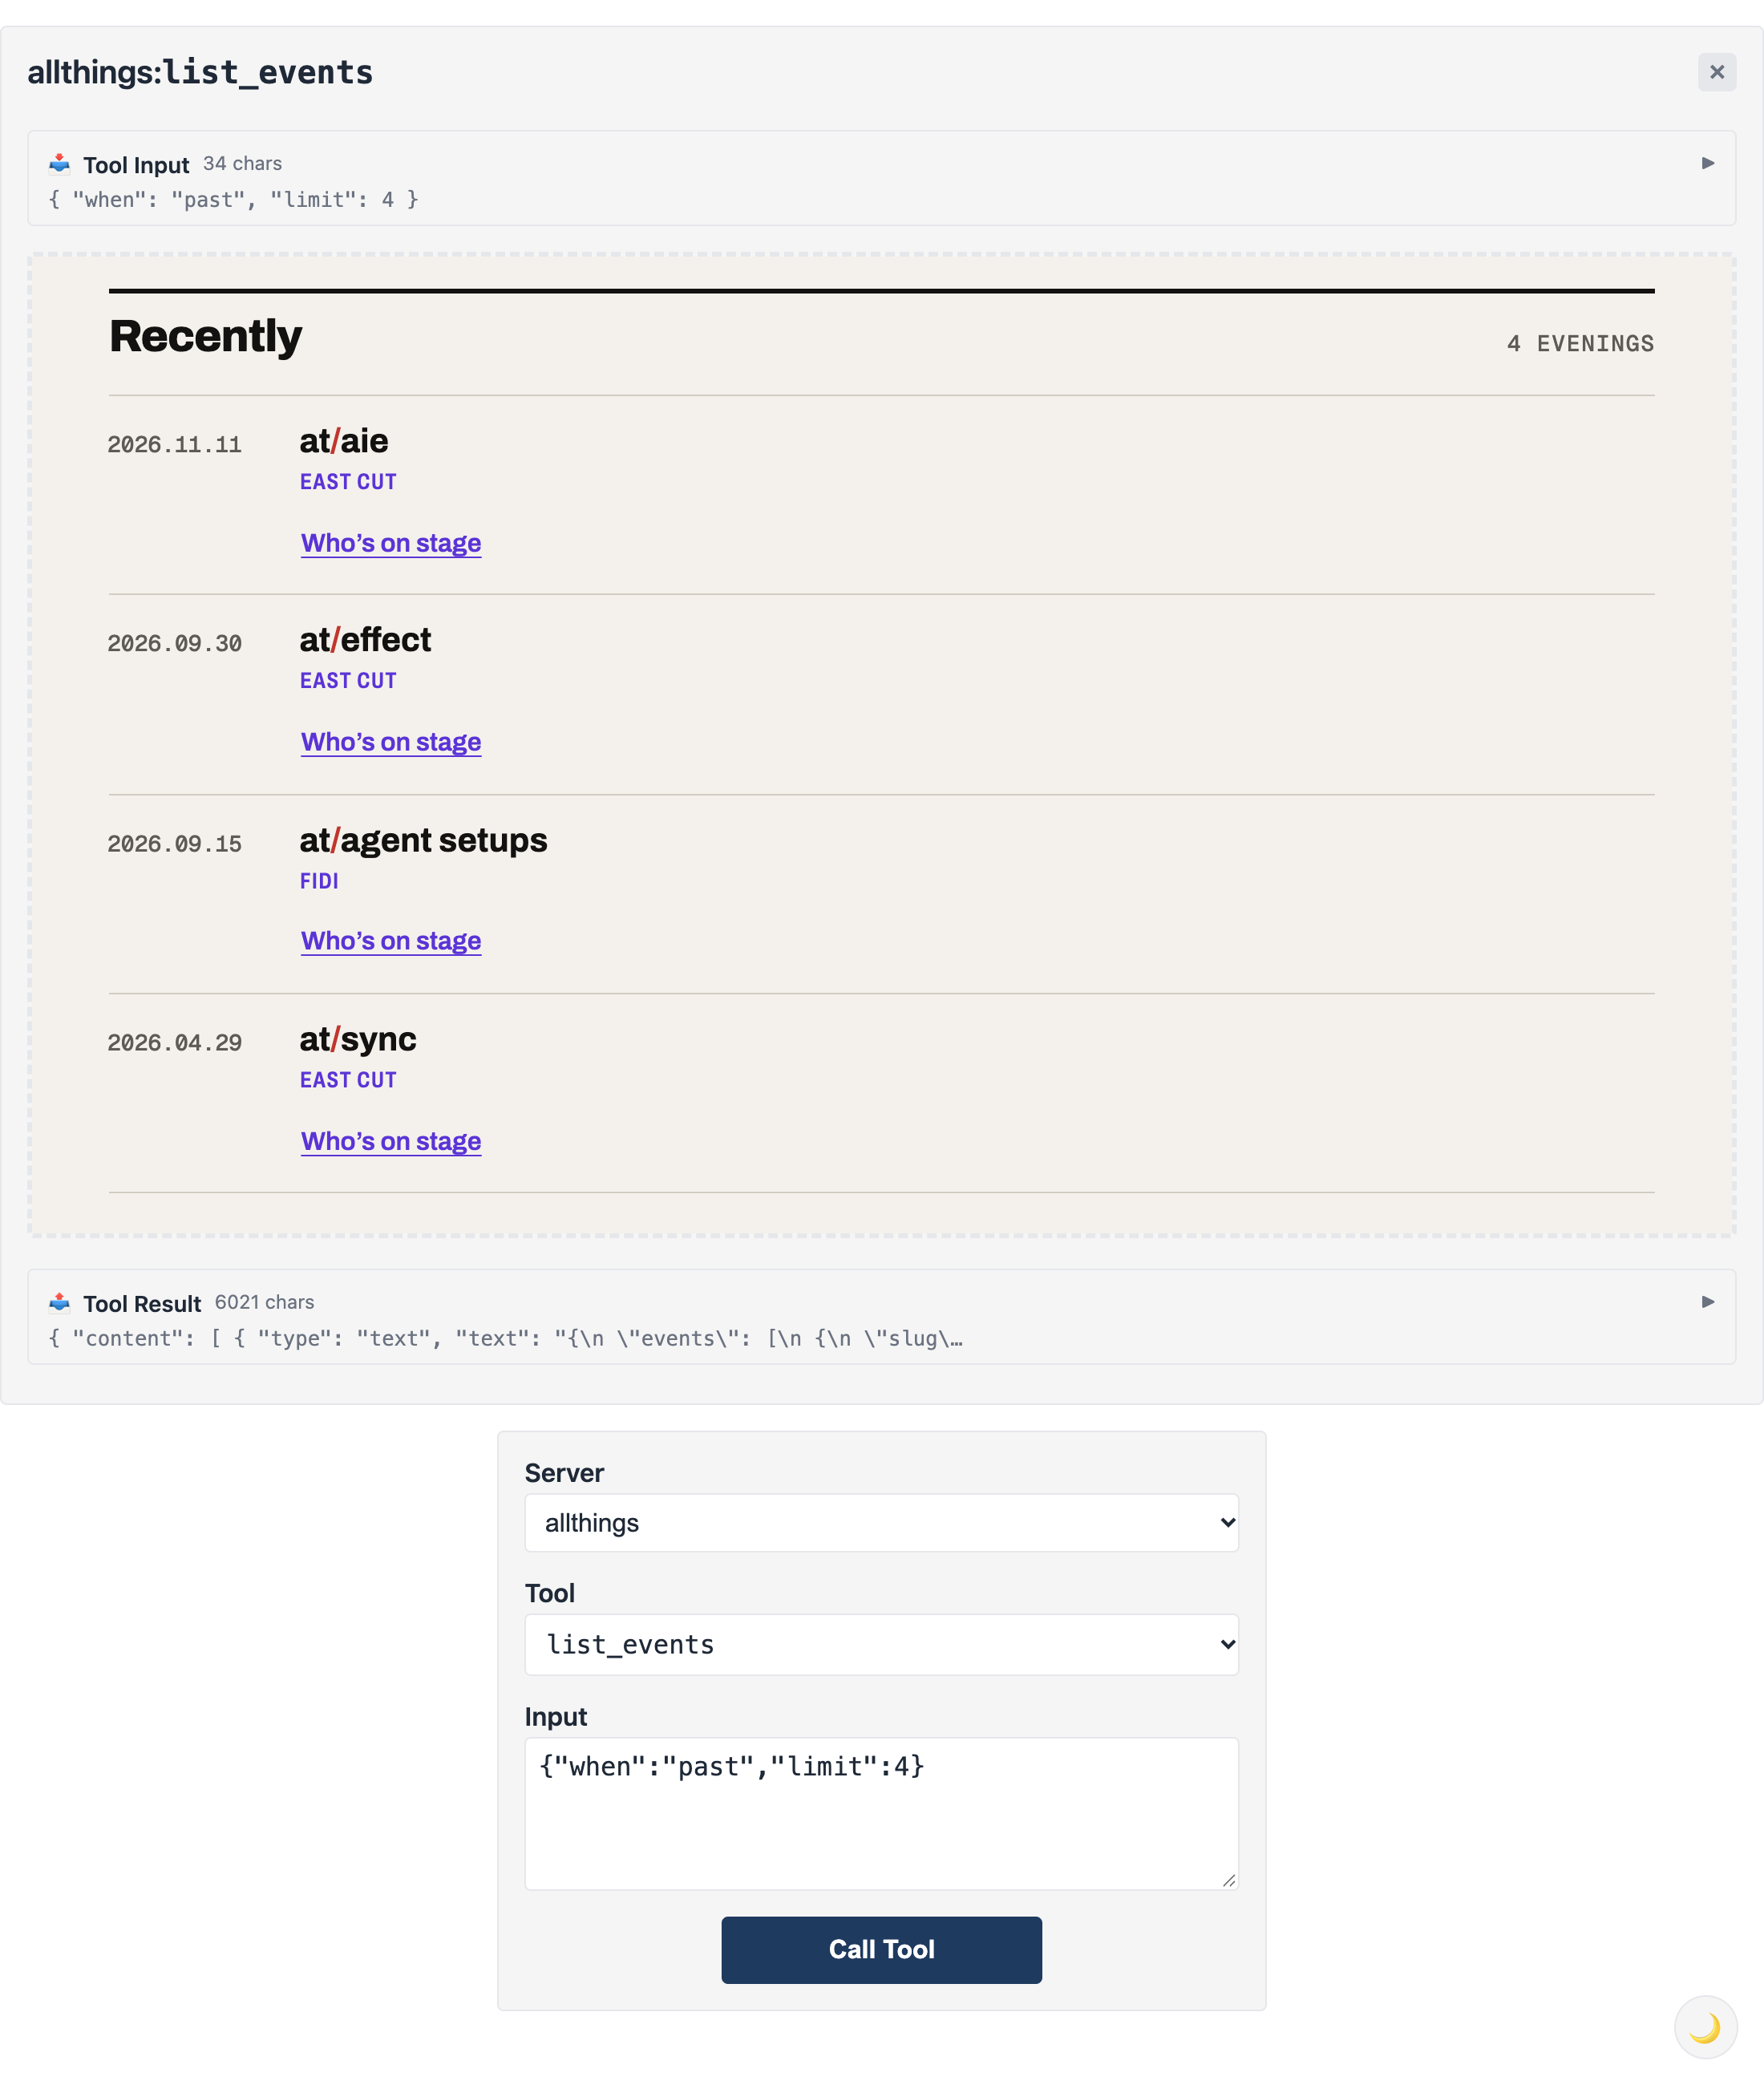 allthings:list_events
×
📥 Tool Input 34 chars
{ "when": "past", "limit": 4 }
Recently
4 EVENINGS
2026.11.11
at/aie
EAST CUT
Who’s on stage
2026.09.30
at/effect
EAST CUT
Who’s on stage
2026.09.15
at/agent setups
FIDI
Who’s on stage
2026.04.29
at/sync
EAST CUT
Who’s on stage
📤 Tool Result 6021 chars
{ "content": [ { "type": "text", "text": "{\n \"events\": [\n {\n \"slug\…
Server
allthings
Tool
list_events
Input
{"when":"past","limit":4}
Call Tool